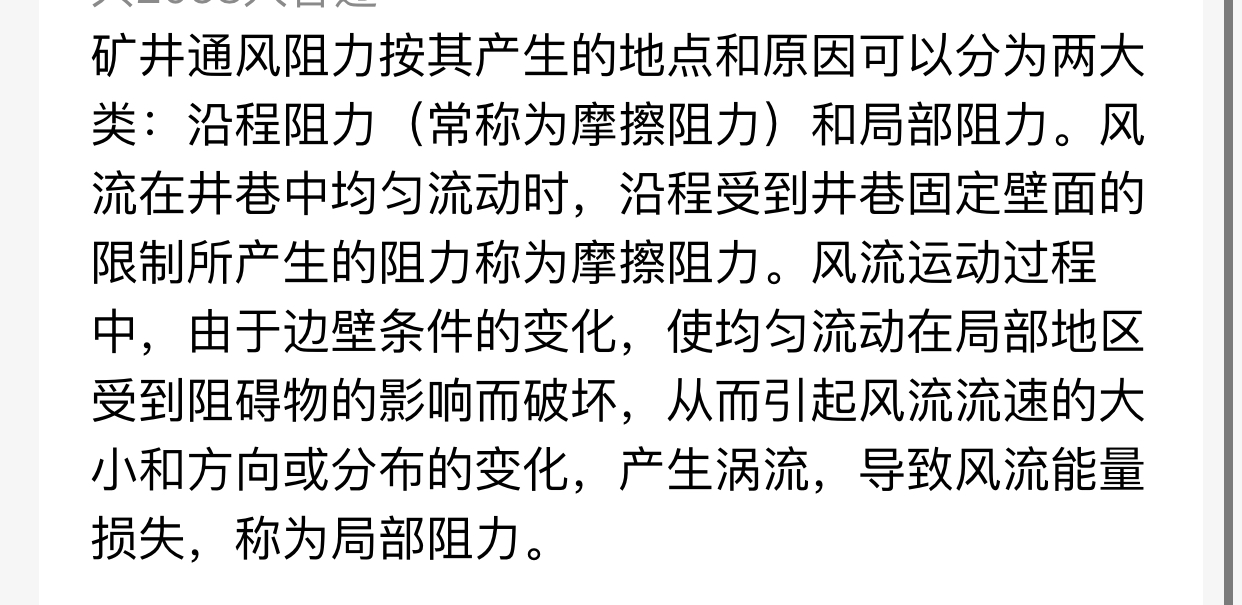 矿井通风阻力按其产生的地点和原因可以分为两大
类：沿程阻力（常称为摩擦阻力）和局部阻力。风
流在井巷中均匀流动时，沿程受到井巷固定壁面的
限制所产生的阻力称为摩擦阻力。风流运动过程
中，由于边壁条件的变化，使均匀流动在局部地区
受到阻碍物的影响而破坏，从而引起风流流速的大
小和方向或分布的变化，产生涡流，导致风流能量
损失，称为局部阻力。